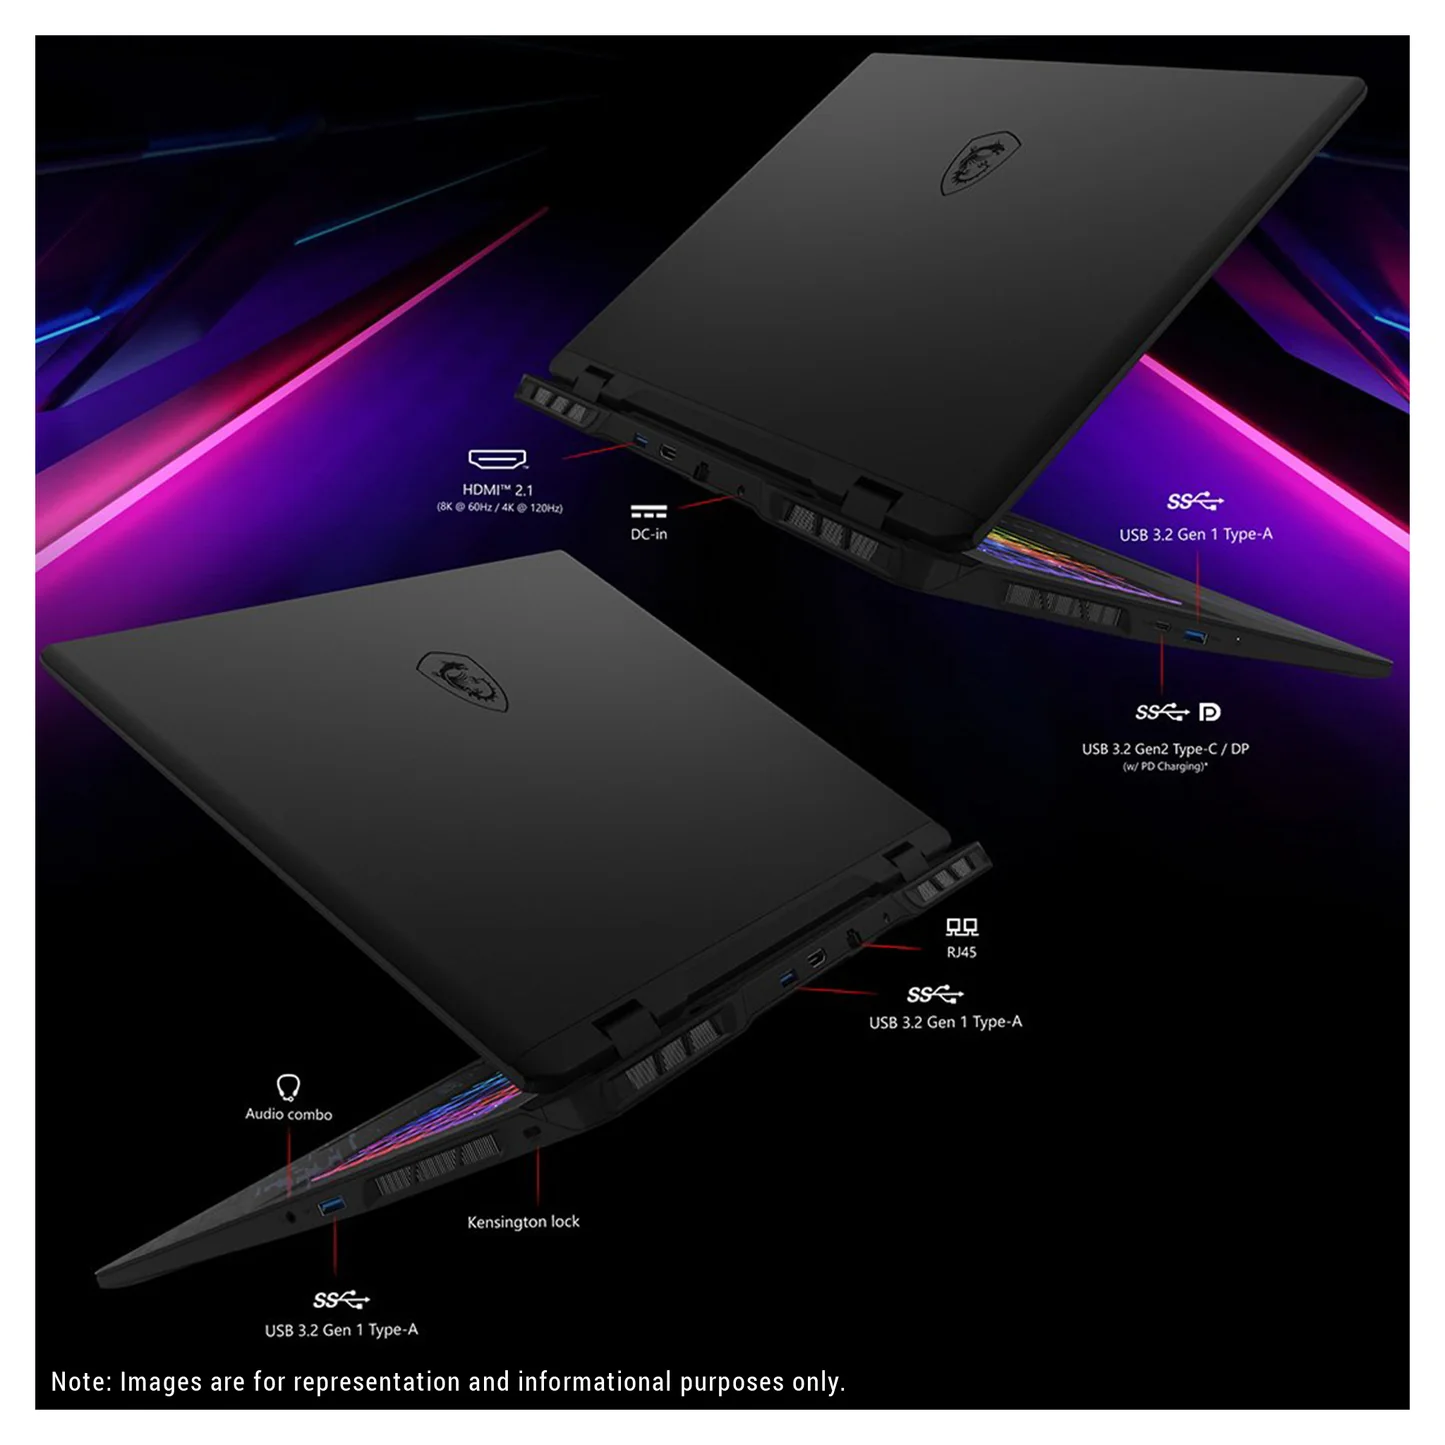 HDMI™ 2.1
(8K @ 60Hz / 4K @ 120Hz)
DC-in
SS
USB 3.2 Gen 1 Type-A
SS
USB 3.2 Gen2 Type-C / DP
(w/ PD Charging)*
RJ45
SS
USB 3.2 Gen 1 Type-A
Audio combo
Kensington lock
SS
USB 3.2 Gen 1 Type-A
Note: Images are for representation and informational purposes only.